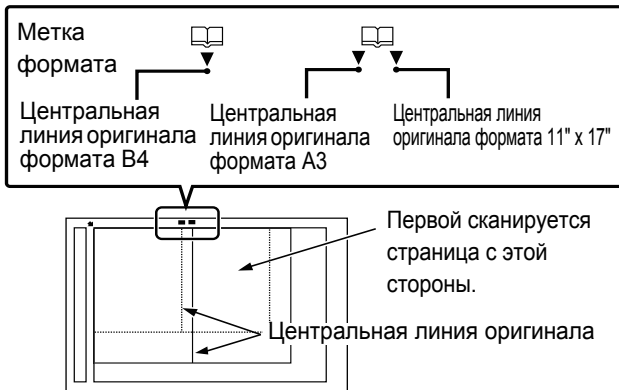 Метка
формата
Центральная
линия оригинала
формата B4
Центральная
линия оригинала
формата A3
Центральная линия
оригинала формата 11" x 17"
Первой сканируется
страница с этой
стороны.
Центральная линия оригинала